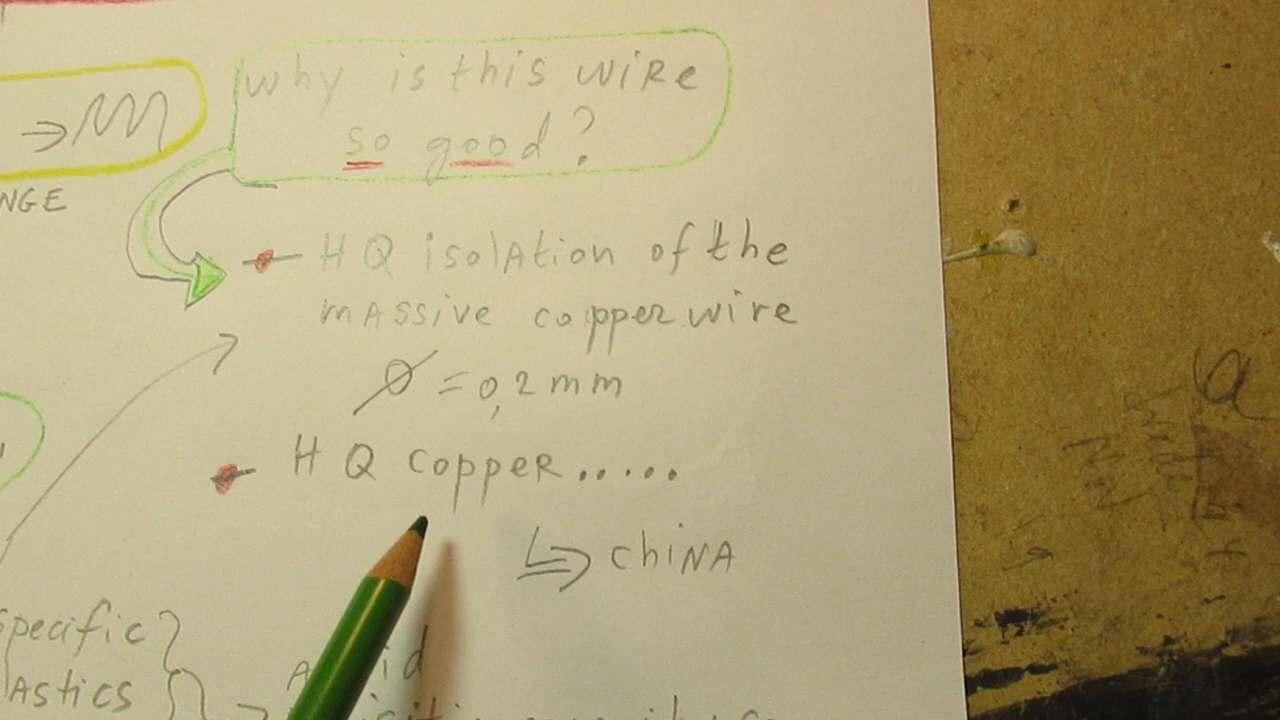 why is this wire
so good?
NGE
HQ isolation of the
massive copper wire
Ø = 0,2 mm
HQ copper.....
China
specific